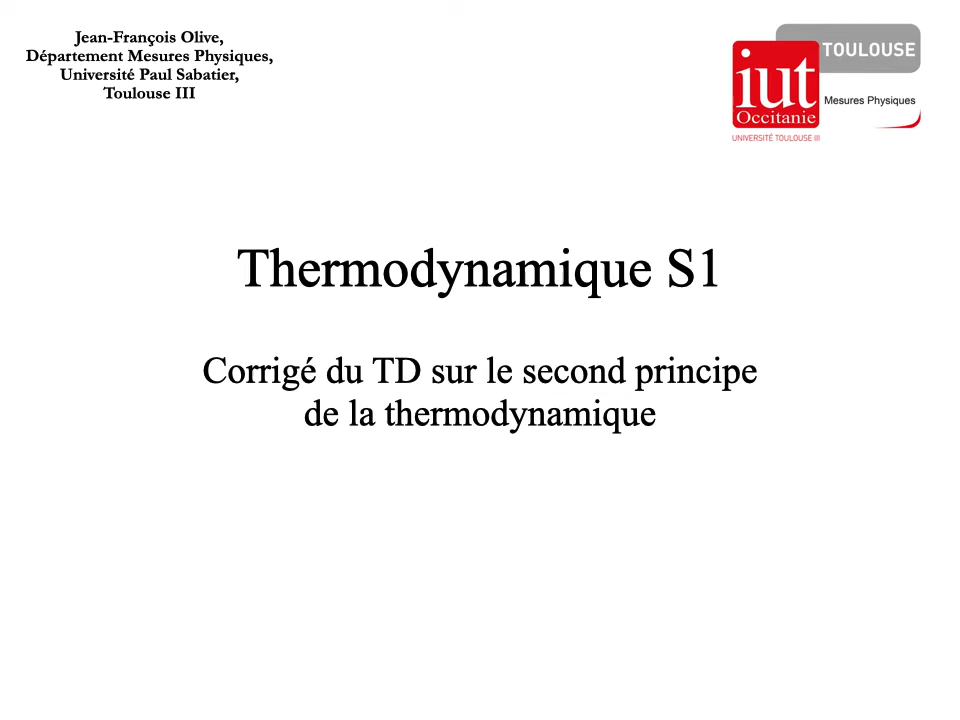 Jean-François Olive,
Département Mesures Physiques,
Université Paul Sabatier,
Toulouse III
TOULOUSE
iut
Occitanie
Mesures Physiques
UNIVERSITÉ TOULOUSE III
Thermodynamique S1
Corrigé du TD sur le second principe
de la thermodynamique